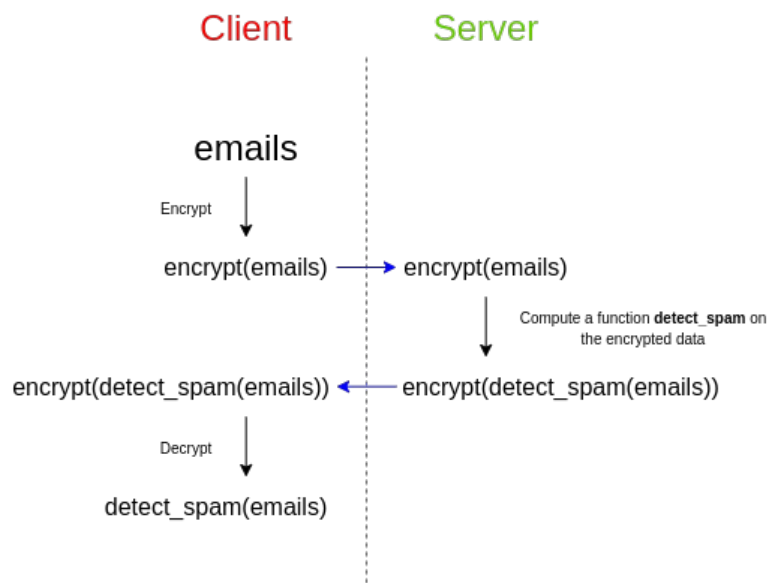 Client
Server
emails
Encrypt
encrypt(emails)
encrypt(emails)
Compute a function detect_spam on
the encrypted data
encrypt(detect_spam(emails))
encrypt(detect_spam(emails))
Decrypt
detect_spam(emails)